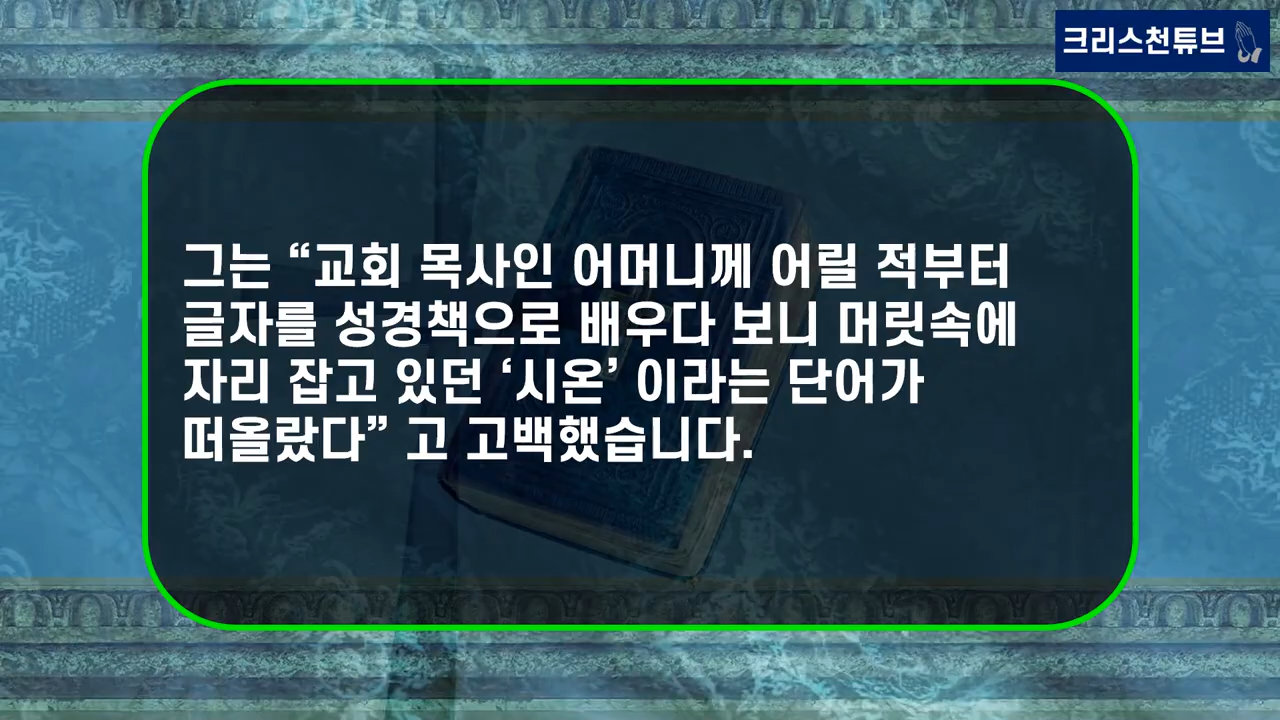 크리스천튜브
그는 “교회 목사인 어머니께 어릴 적부터
글자를 성경책으로 배우다 보니 머릿속에
자리 잡고 있던 ‘시온’ 이라는 단어가
떠올랐다” 고 고백했습니다.